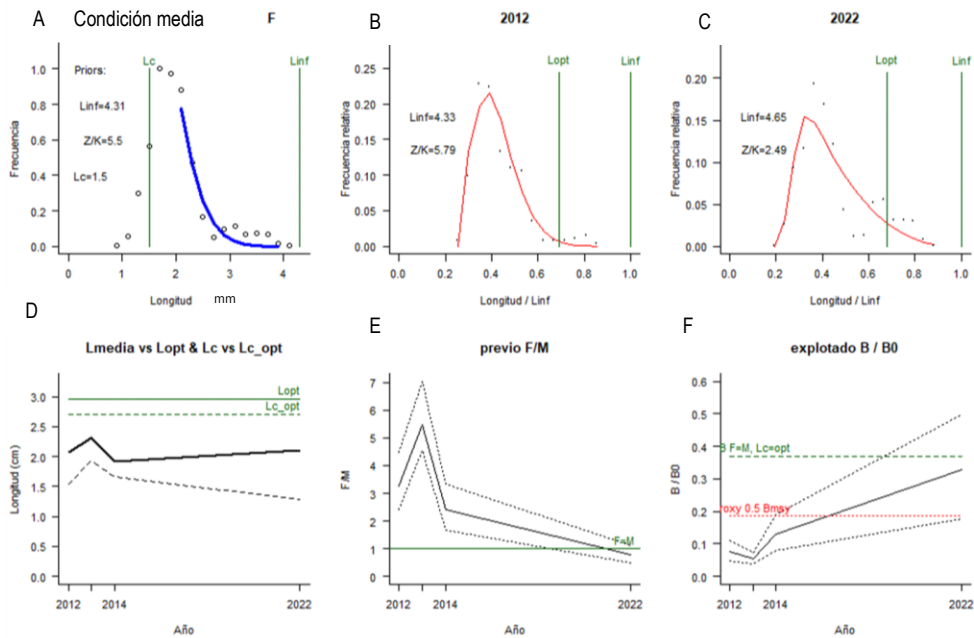 A Condición media F
Lc
Linf
Priors:
Linf=4.31
Z/K=5.5
Lc=1.5
Frecuencia
0.0
0.2
0.4
0.6
0.8
1.0
0
1
2
3
4
Longitud mm
B 2012
Lopt
Linf
Linf=4.33
Z/K=5.79
Frecuencia relativa
0.00
0.05
0.10
0.15
0.20
0.25
0.0
0.2
0.4
0.6
0.8
1.0
Longitud / Linf
C 2022
Lopt
Linf
Linf=4.65
Z/K=2.49
Frecuencia relativa
0.00
0.05
0.10
0.15
0.20
0.0
0.2
0.4
0.6
0.8
1.0
Longitud / Linf
D
Lmedia vs Lopt & Lc vs Lc_opt
Lopt
Lc_opt
Longitud (cm)
0.0
0.5
1.0
1.5
2.0
2.5
3.0
2012
2014
2022
Año
E
previo F/M
F=M
F/M
0
1
2
3
4
5
6
7
2012
2014
2022
Año
F
explotado B / B0
B F=M, Lc=opt
roxy 0.5 Bmsy
B / B0
0.0
0.1
0.2
0.3
0.4
0.5
0.6
2012
2014
2022
Año